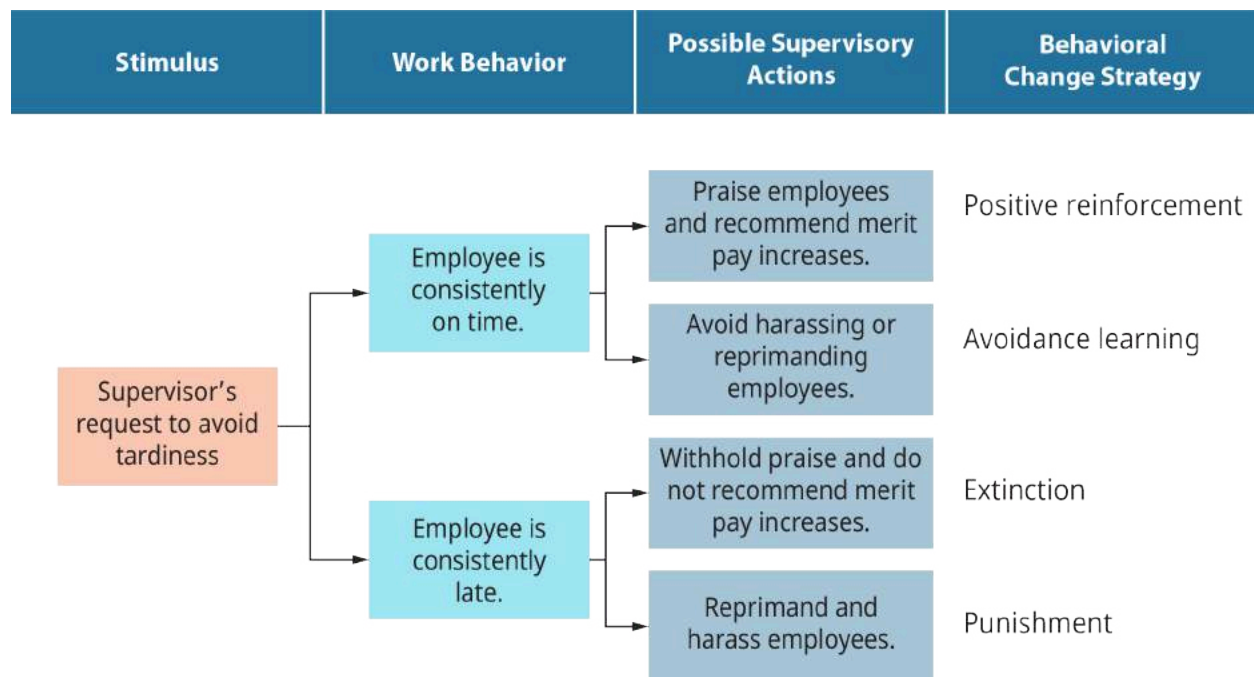 Stimulus
Work Behavior
Possible Supervisory
Actions
Behavioral
Change Strategy
Praise employees
and recommend merit
pay increases.
Positive reinforcement
Employee is
consistently
on time.
Avoid harassing or
reprimanding
employees.
Avoidance learning
Supervisor’s
request to avoid
tardiness
Withhold praise and do
not recommend merit
pay increases.
Extinction
Employee is
consistently
late.
Reprimand and
harass employees.
Punishment